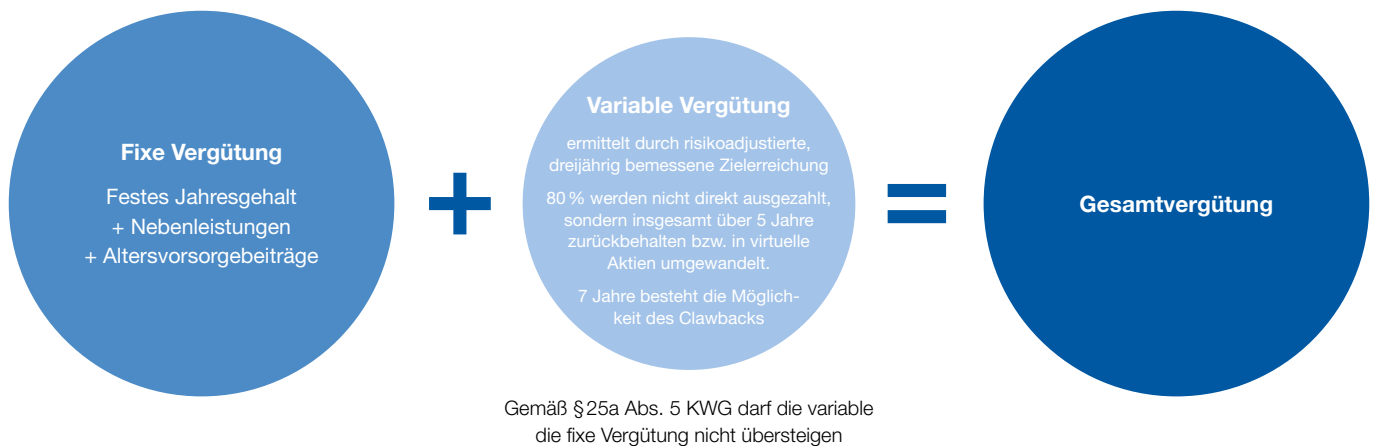 Fixe Vergütung
Festes Jahresgehalt
+ Nebenleistungen
+ Altersvorsorgebeiträge
+
Variable Vergütung
ermittelt durch risikoadjustierte,
dreijährig bemessene Zielerreichung
80 % werden nicht direkt ausgezahlt,
sondern insgesamt über 5 Jahre
zurückbehalten bzw. in virtuelle
Aktien umgewandelt.
7 Jahre besteht die Möglich-
keit des Clawbacks
=
Gesamtvergütung
Gemäß § 25a Abs. 5 KWG darf die variable
die fixe Vergütung nicht übersteigen